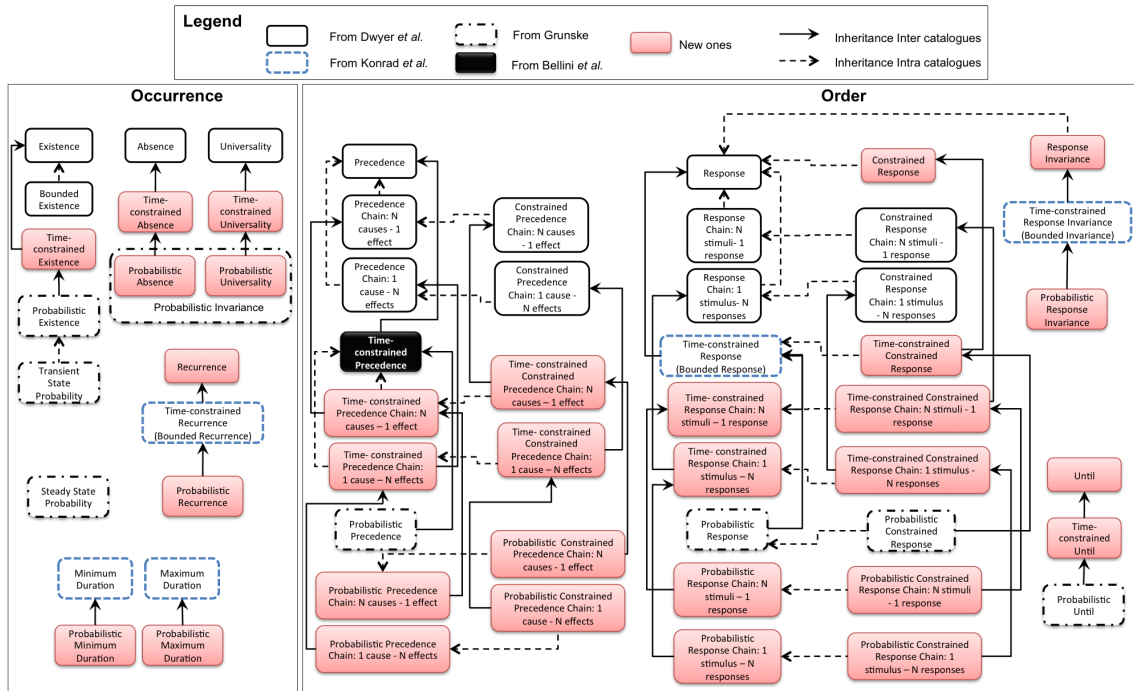 Legend
From Dwyer et al.
From Grunske
New ones
Inheritance Inter catalogues
From Konrad et al.
From Bellini et al.
Inheritance Intra catalogues
Occurrence
Existence
Absence
Universality
Bounded
Existence
Time-
constrained
Absence
Time-
constrained
Universality
Time-
constrained
Existence
Probabilistic
Absence
Probabilistic
Universality
Probabilistic Invariance
Probabilistic
Existence
Transient
State
Probability
Recurrence
Time-constrained
Recurrence
(Bounded Recurrence)
Steady State
Probability
Probabilistic
Recurrence
Minimum
Duration
Maximum
Duration
Probabilistic
Minimum
Duration
Probabilistic
Maximum
Duration
Order
Precedence
Precedence
Chain: N
causes - 1
effect
Constrained
Precedence
Chain: N
causes - 1 effect
Precedence
Chain: 1
cause - N
effects
Constrained
Precedence
Chain: 1 cause
- N effects
Time-
constrained
Precedence
Time- constrained
Constrained
Precedence Chain: N
causes – 1 effect
Time- constrained
Precedence Chain: N
causes – 1 effect
Time- constrained
Precedence Chain:
1 cause – N effects
Time- constrained
Constrained
Precedence Chain:
1 cause – N effects
Probabilistic
Precedence
Probabilistic Constrained
Precedence Chain: N
causes - 1 effect
Probabilistic Precedence
Chain: N causes - 1 effect
Probabilistic Constrained
Precedence Chain: 1
cause - N effects
Probabilistic Precedence
Chain: 1 cause - N effects
Response
Constrained
Response
Response
Invariance
Response
Chain: N
stimuli- 1
response
Constrained
Response
Chain: N stimuli -
1 response
Time-constrained
Response Invariance
(Bounded Invariance)
Response
Chain: 1
stimulus- N
responses
Constrained
Response
Chain: 1 stimulus
- N responses
Probabilistic
Response
Invariance
Time-constrained
Response
(Bounded Response)
Time-constrained
Constrained
Response
Time- constrained
Response Chain: N
stimuli – 1 response
Time-constrained Constrained
Response Chain: N stimuli - 1
response
Time- constrained
Response Chain: 1
stimulus – N
responses
Time-constrained Constrained
Response Chain: 1 stimulus -
N responses
Probabilistic
Response
Probabilistic
Constrained
Response
Probabilistic
Response Chain: N
stimuli – 1
response
Probabilistic Constrained
Response Chain: N stimuli
- 1 response
Probabilistic
Response Chain: 1
stimulus – N
responses
Probabilistic Constrained
Response Chain: 1
stimulus – N responses
Until
Time-
constrained
Until
Probabilistic
Until